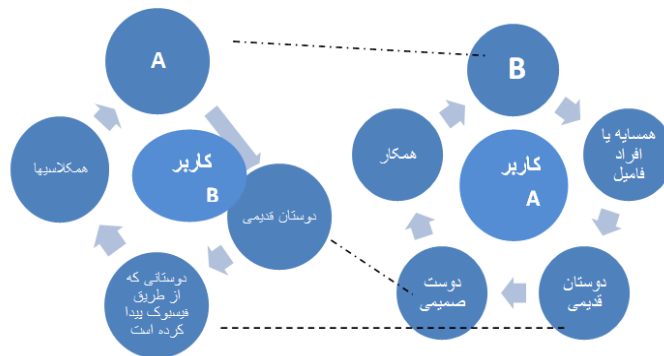 A
B
همکلاسیها
کاربر
B
دوستان قدیمی
دوستانی که
از طریق
فیسبوک پیدا
کرده است
همسایه یا
افراد
فامیل
همکار
کاربر
A
دوست
صمیمی
دوستان
قدیمی